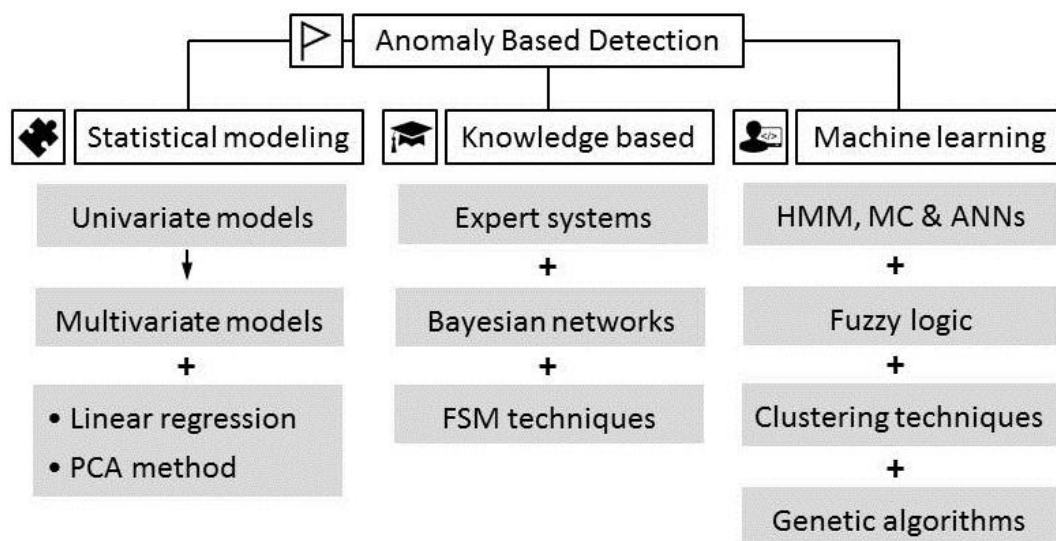 Anomaly Based Detection
Statistical modeling
Univariate models
Multivariate models
+
• Linear regression
• PCA method
Knowledge based
Expert systems
+
Bayesian networks
+
FSM techniques
</>
Machine learning
HMM, MC & ANNs
+
Fuzzy logic
+
Clustering techniques
+
Genetic algorithms